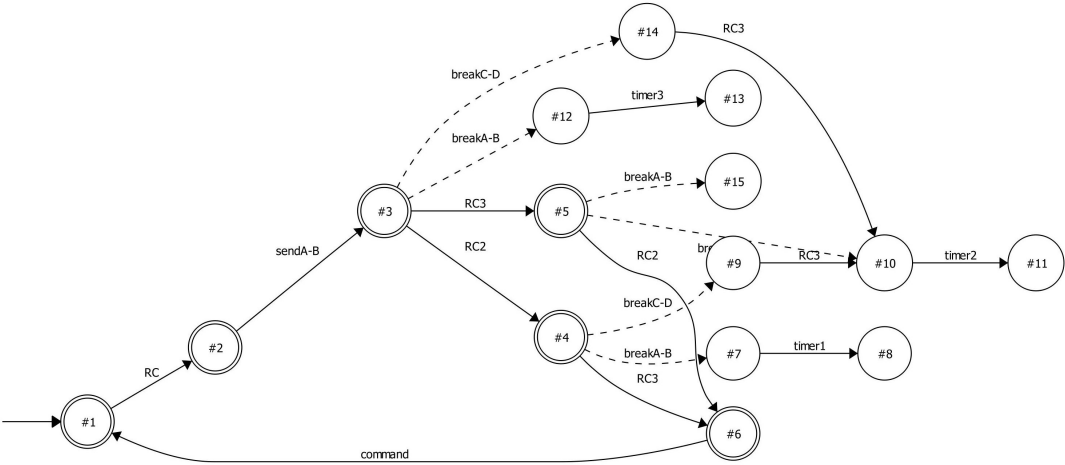 #14
RC3
breakC-D
timer3
#13
#12
breakA-B
breakA-B
#15
#3
RC3
#5
RC2
sendA-B
RC2
bre
#9
RC3
#10
timer2
#11
breakC-D
#4
#2
breakA-B
#7
timer1
#8
RC
RC3
#1
#6
command